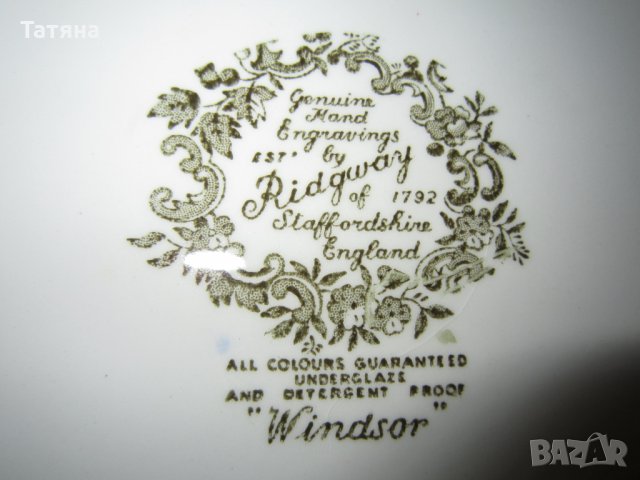 Татяна
Genuine
Hand
Engravings
EST' by
Ridgway
of 1792
Staffordshire
England
ALL COLOURS GUARANTEED
UNDERGLAZE
AND DETERGENT PROOF
"Windsor"
BAZAR